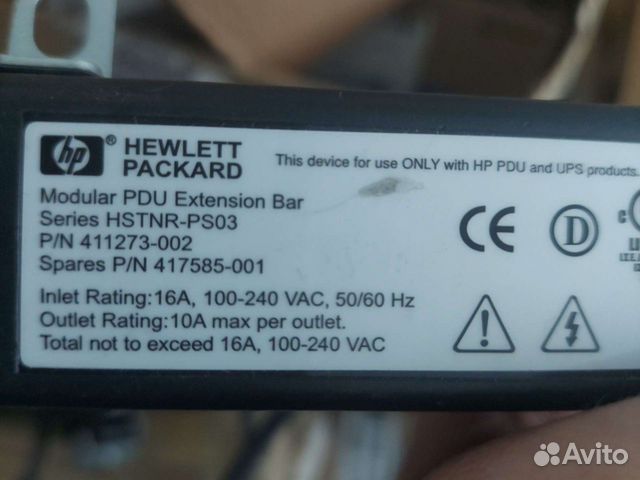 hp ® HEWLETT PACKARD
This device for use ONLY with HP PDU and UPS products.
Modular PDU Extension Bar
Series HSTNR-PS03
P/N 411273-002
Spares P/N 417585-001
Inlet Rating:16A, 100-240 VAC, 50/60 Hz
Outlet Rating:10A max per outlet.
Total not to exceed 16A, 100-240 VAC
CE D
Avito